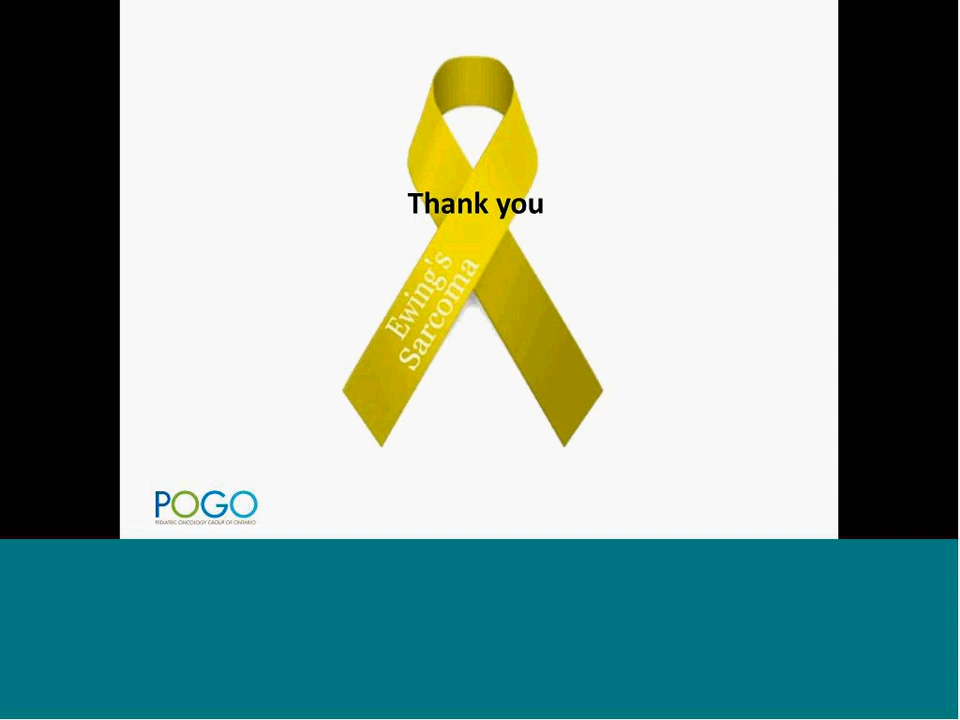 Thank you
Ewing's
Sarcoma
POGO
PEDIATRIC ONCOLOGY GROUP OF ONTARIO